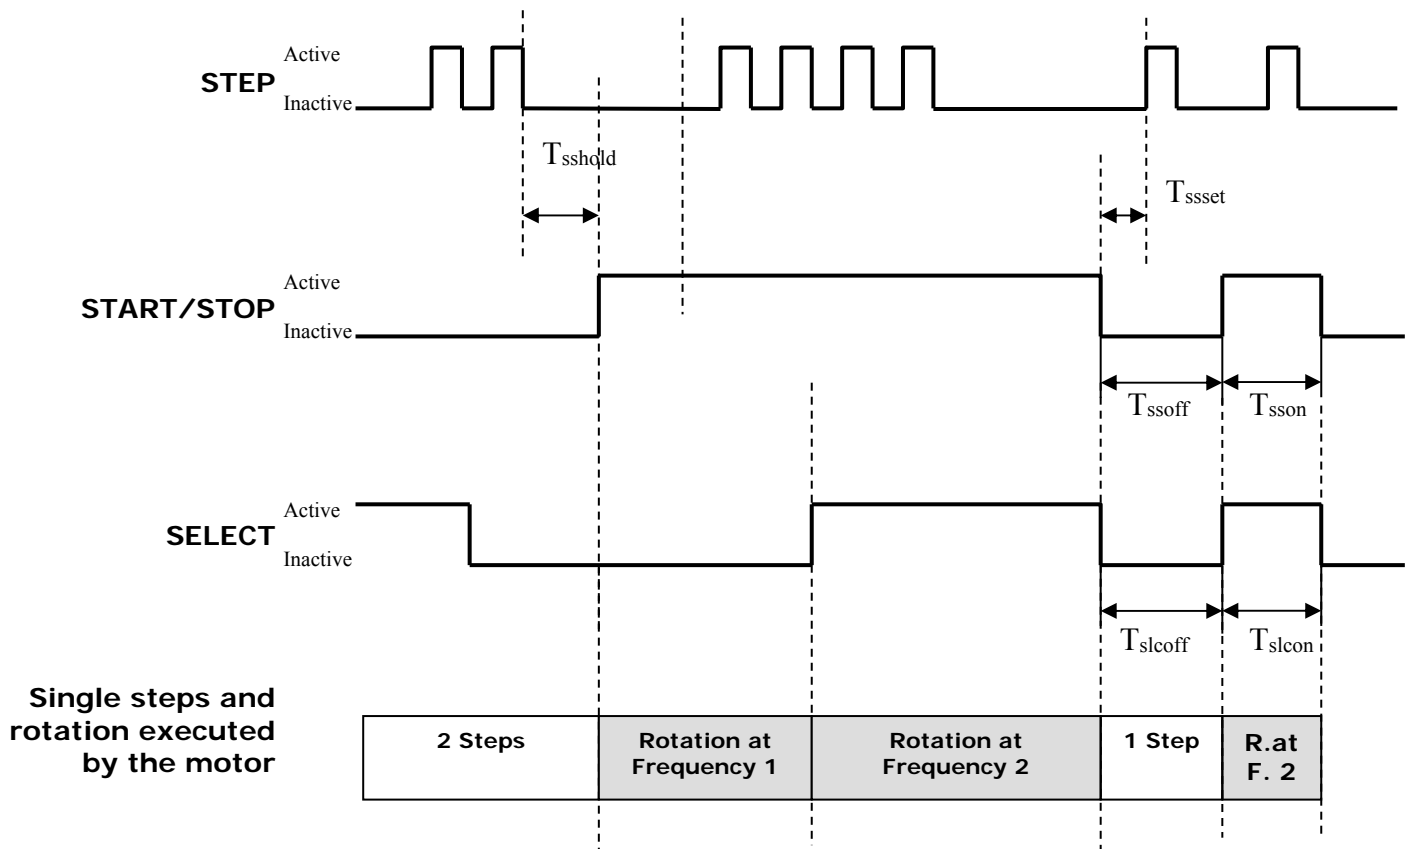 Active
STEP
Inactive
Tsshold
Tssset
Active
START/STOP
Inactive
Tssoff
Tsson
Active
SELECT
Inactive
Tslcoff
Tslcon
Single steps and
rotation executed
by the motor
2 Steps
Rotation at
Frequency 1
Rotation at
Frequency 2
1 Step
R.at
F. 2